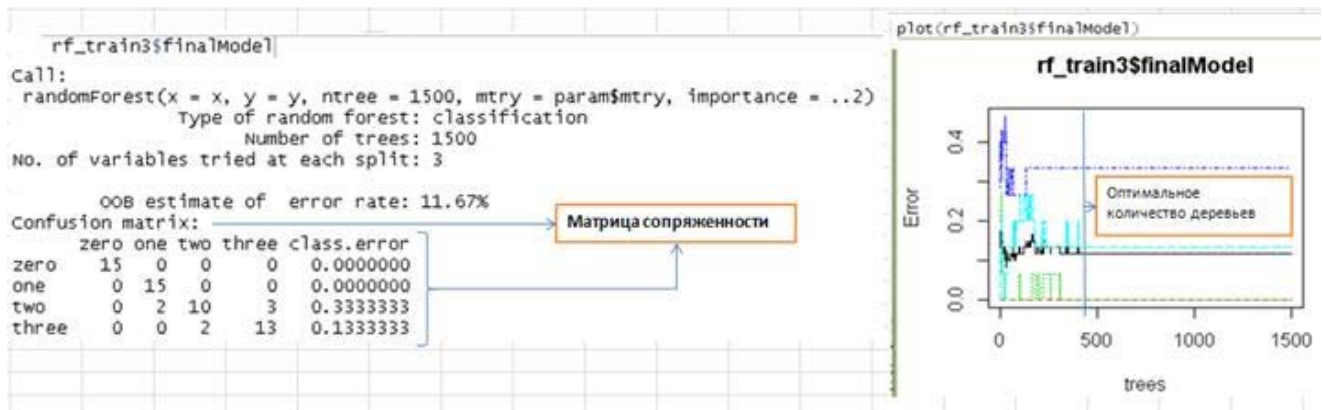 rf_train3$finalModel
Call:
randomForest(x = x, y = y, ntree = 1500, mtry = param$mtry, importance = ..2)
Type of random forest: classification
Number of trees: 1500
No. of variables tried at each split: 3
OOB estimate of error rate: 11.67%
Confusion matrix:
zero one two three class.error
zero 15 0 0 0 0.0000000
one 0 15 0 0 0.0000000
two 0 2 10 3 0.3333333
three 0 0 2 13 0.1333333
Матрица сопряженности
plot(rf_train3$finalModel)
rf_train3$finalModel
Error
0.4
0.2
0.0
Оптимальное
количество деревьев
0 500 1000 1500
trees